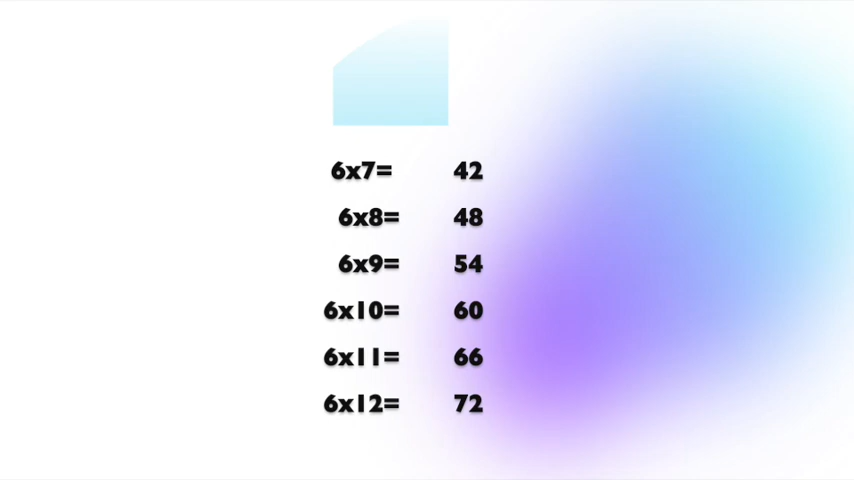 6x7= 42
6x8= 48
6x9= 54
6x10= 60
6x11= 66
6x12= 72